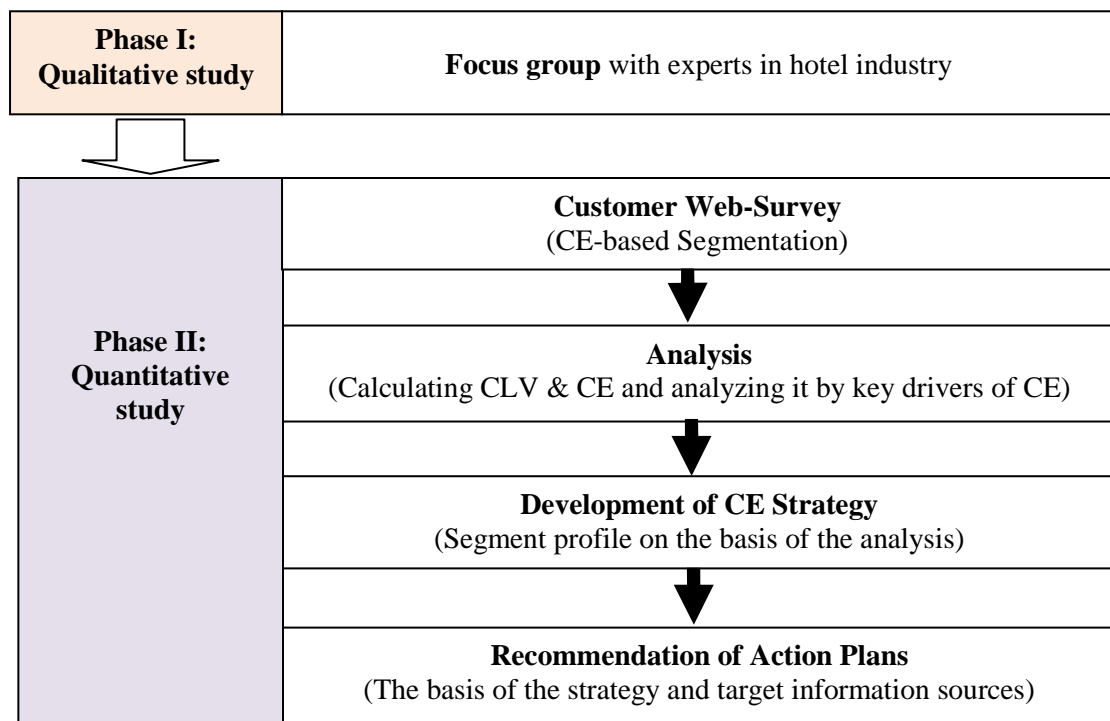 Phase I:
Qualitative study
Focus group with experts in hotel industry
Phase II:
Quantitative
study
Customer Web-Survey
(CE-based Segmentation)
Analysis
(Calculating CLV & CE and analyzing it by key drivers of CE)
Development of CE Strategy
(Segment profile on the basis of the analysis)
Recommendation of Action Plans
(The basis of the strategy and target information sources)